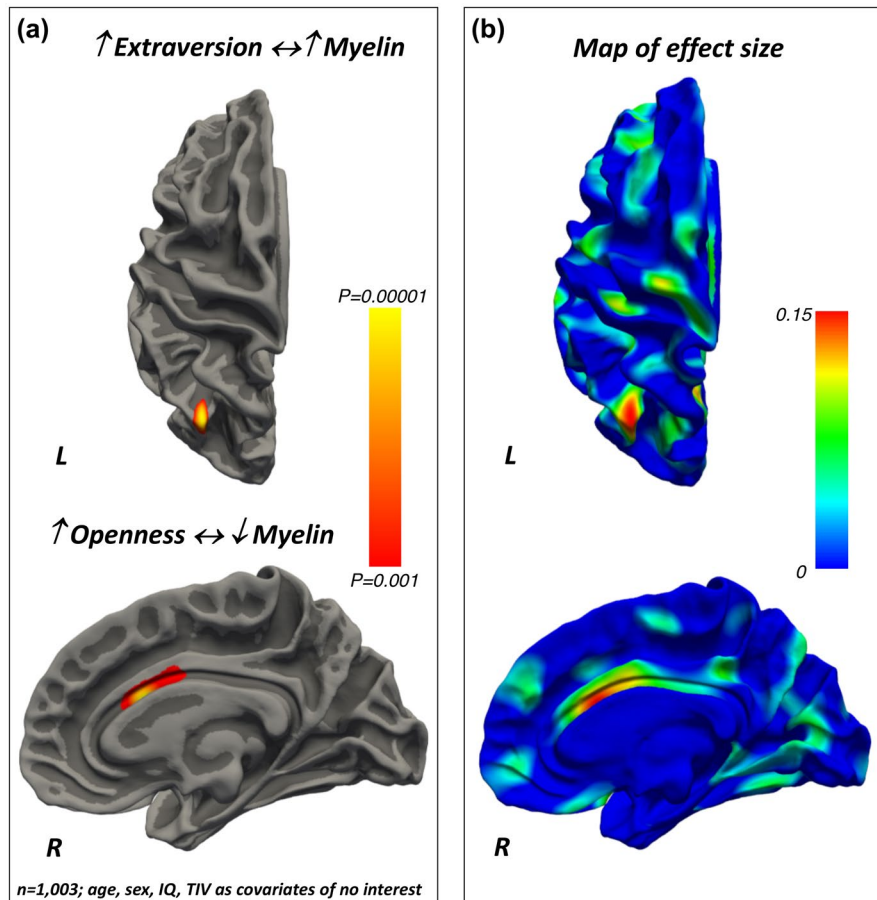 (a)
↑Extraversion ↔↑Myelin
P=0.00001
L
↑Openness ↔ ↓Myelin
P=0.001
R
n=1,003; age, sex, IQ, TIV as covariates of no interest
(b)
Map of effect size
0.15
L
0
R